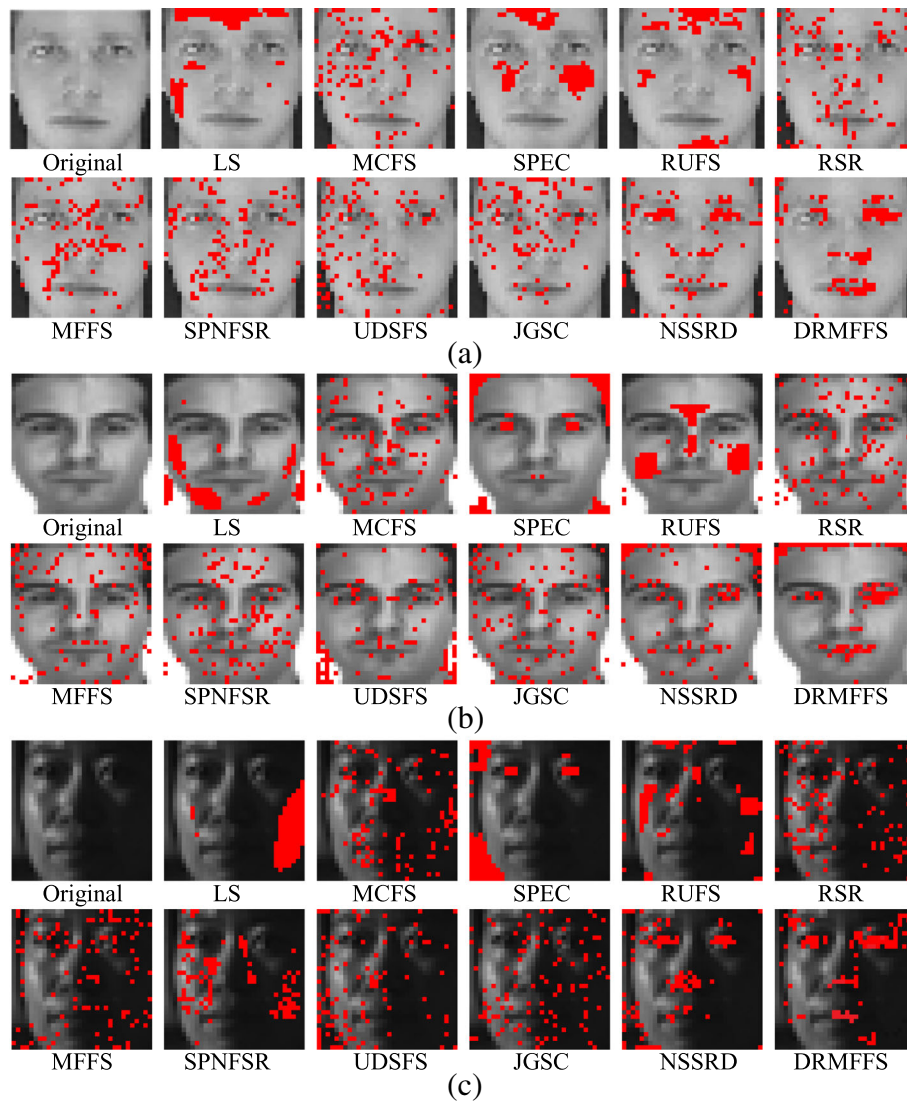 Original LS MCFS SPEC RUFS RSR
MFFS SPNFSR UDSFS JGSC NSSRD DRMFFS
(a)
Original LS MCFS SPEC RUFS RSR
MFFS SPNFSR UDSFS JGSC NSSRD DRMFFS
(b)
Original LS MCFS SPEC RUFS RSR
MFFS SPNFSR UDSFS JGSC NSSRD DRMFFS
(c)